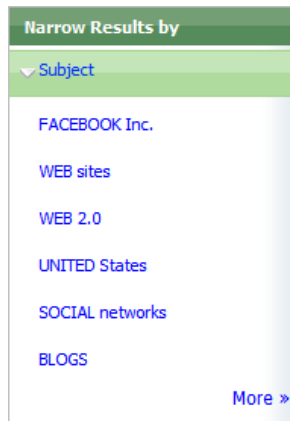 Narrow Results by
Subject
FACEBOOK Inc.
WEB sites
WEB 2.0
UNITED States
SOCIAL networks
BLOGS
More »